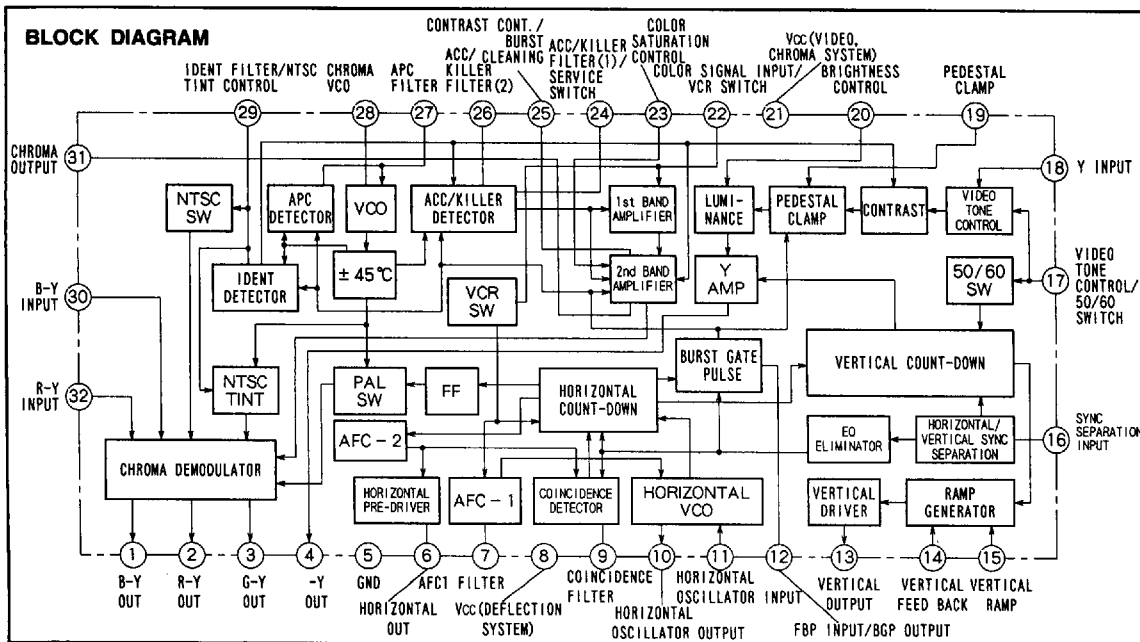 BLOCK DIAGRAM
CONTRAST CONT./
BURST
CLEANING
ACC/
KILLER
FILTER(2)
ACC/KILLER
FILTER(1)/
SERVICE
SWITCH
COLOR
SATURATION
CONTROL
COLOR SIGNAL INPUT/
VCR SWITCH
VCC(VIDEO,
CHROMA SYSTEM)
BRIGHTNESS
CONTROL
PEDESTAL
CLAMP
IDENT FILTER/NTSC
TINT CONTROL
CHROMA
VCO
APC
FILTER
29
28
27
26
25
24
23
22
21
20
19
CHROMA
OUTPUT
31
18
Y INPUT
NTSC
SW
APC
DETECTOR
VCO
ACC/KILLER
DETECTOR
1st BAND
AMPLIFIER
LUMI-
NANCE
PEDESTAL
CLAMP
CONTRAST
VIDEO
TONE
CONTROL
IDENT
DETECTOR
± 45℃
VCR
SW
2nd BAND
AMPLIFIER
Y
AMP
50/60
SW
17
VIDEO
TONE
CONTROL/
50/60
SWITCH
B-Y
INPUT
30
R-Y
INPUT
32
NTSC
TINT
PAL
SW
FF
HORIZONTAL
COUNT-DOWN
BURST GATE
PULSE
VERTICAL COUNT-DOWN
AFC-2
EQ
ELIMINATOR
HORIZONTAL/
VERTICAL SYNC
SEPARATION
16
SYNC
SEPARATION
INPUT
CHROMA DEMODULATOR
HORIZONTAL
PRE-DRIVER
AFC-1
COINCIDENCE
DETECTOR
HORIZONTAL
VCO
VERTICAL
DRIVER
RAMP
GENERATOR
1
2
3
4
5
6
7
8
9
10
11
12
13
14
15
B-Y
OUT
R-Y
OUT
G-Y
OUT
-Y
OUT
GND
HORIZONTAL
OUT
AFC1 FILTER
VCC(DEFLECTION
SYSTEM)
COINCIDENCE
FILTER
HORIZONTAL
OSCILLATOR OUTPUT
HORIZONTAL
OSCILLATOR INPUT
FBP INPUT/BGP OUTPUT
VERTICAL
OUTPUT
VERTICAL
FEED BACK
VERTICAL
RAMP